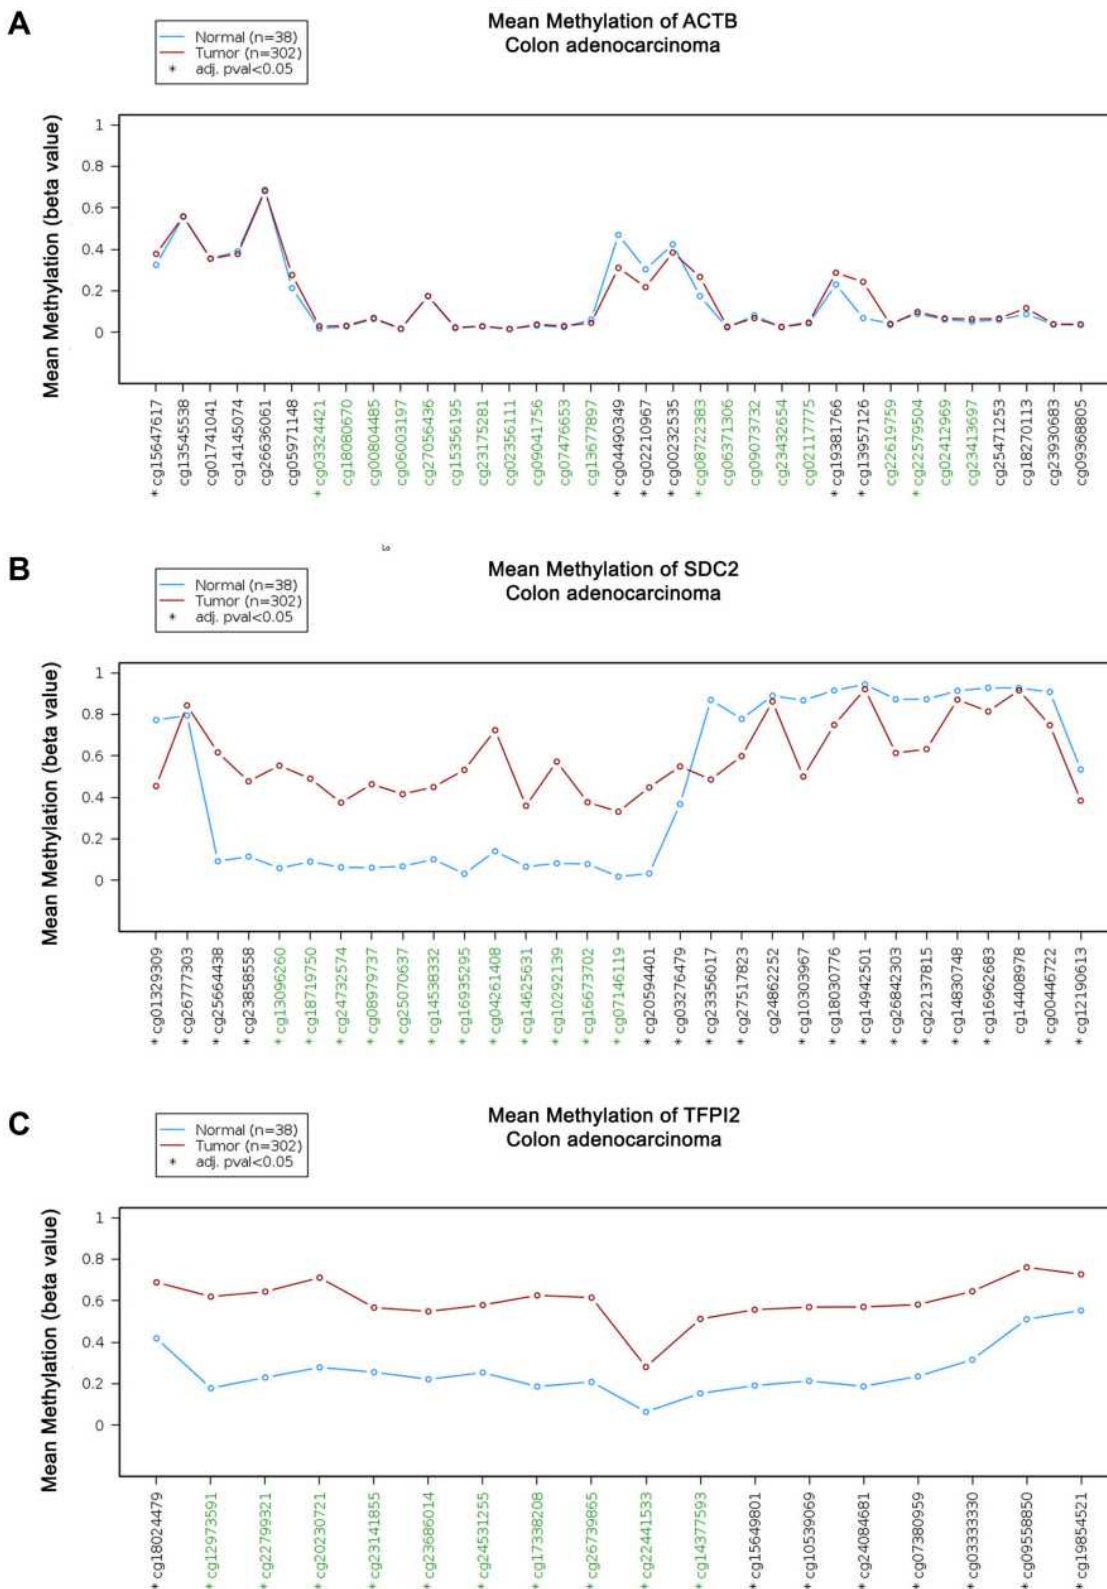 A
Mean Methylation of ACTB
Colon adenocarcinoma
Normal (n=38)
Tumor (n=302)
* adj. pval<0.05
Mean Methylation (beta value)
1
0.8
0.6
0.4
0.2
0
* cg15647617
cg13545538
cg01741041
cg14145074
cg26636061
cg05971148
* cg03324421
cg18080670
cg00804485
cg06003197
cg27056436
cg15356195
cg23175281
cg02356111
cg09041756
cg07476653
cg13677897
* cg04490349
* cg02210967
* cg00232535
* cg08722383
cg06371306
cg09073732
cg23432654
cg02117775
* cg19381766
* cg13957126
cg22619759
* cg22579504
cg02412969
cg23413697
cg25471253
cg18270113
cg23930683
cg09368805
Lo
B
Mean Methylation of SDC2
Colon adenocarcinoma
Normal (n=38)
Tumor (n=302)
* adj. pval<0.05
Mean Methylation (beta value)
1
0.8
0.6
0.4
0.2
0
* cg01329309
* cg26777303
* cg25664438
* cg23858558
* cg13096260
* cg18719750
* cg24732574
* cg08979737
* cg25070637
* cg14538332
* cg16935295
* cg04261408
* cg14625631
* cg10292139
* cg16673702
* cg07146119
* cg20594401
* cg03276479
* cg23356017
* cg27517823
cg24862252
* cg10303967
* cg18030776
* cg14942501
* cg26842303
* cg22137815
* cg14830748
* cg16962683
cg14408978
* cg00446722
* cg12190613
C
Mean Methylation of TFPI2
Colon adenocarcinoma
Normal (n=38)
Tumor (n=302)
* adj. pval<0.05
Mean Methylation (beta value)
1
0.8
0.6
0.4
0.2
0
* cg18024479
* cg12973591
* cg22799321
* cg20230721
* cg23141855
* cg23686014
* cg24531255
* cg17338208
* cg26739865
* cg22441533
* cg14377593
* cg15649801
* cg10539069
* cg24084681
* cg07380959
* cg03333330
* cg09558850
* cg19854521